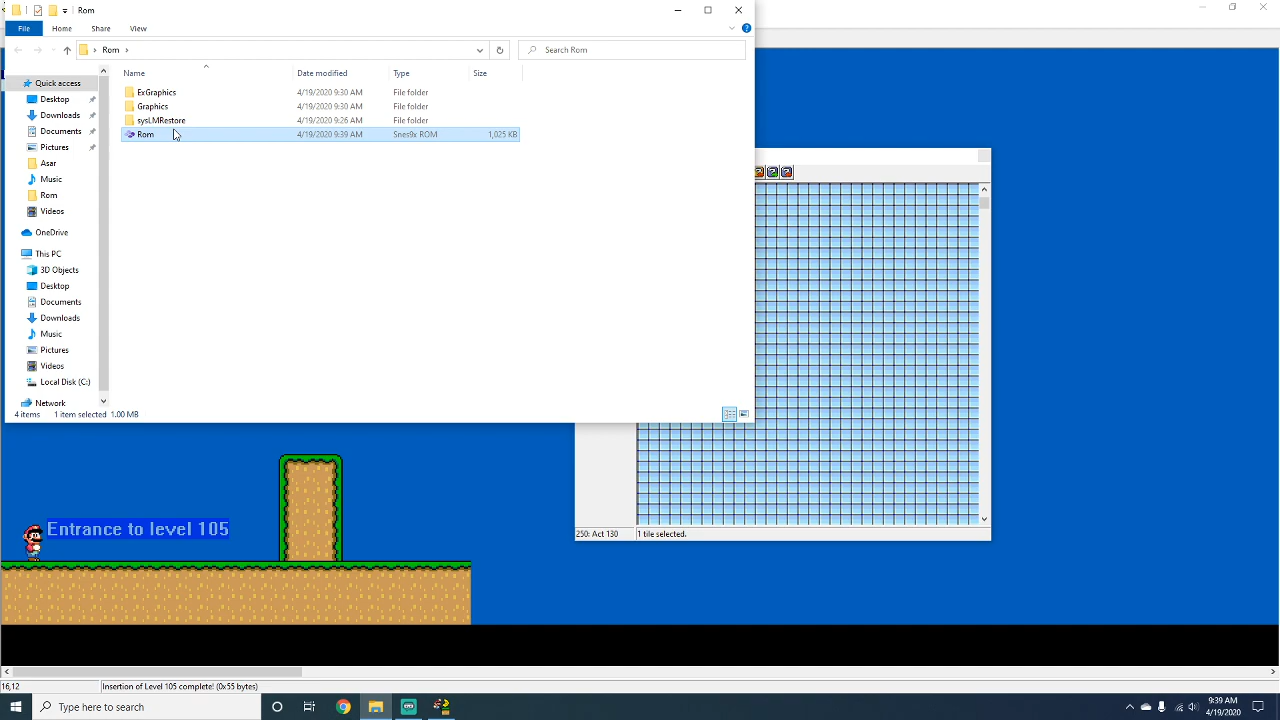 Rom
File Home Share View
Rom
Search Rom
Name Date modified Type Size
Quick access
Desktop
Downloads
Documents
Pictures
Asar
Music
Rom
Videos
OneDrive
This PC
3D Objects
Desktop
Documents
Downloads
Music
Pictures
Videos
Local Disk (C:)
Network
ExGraphics 4/19/2020 9:30 AM File folder
Graphics 4/19/2020 9:30 AM File folder
sysLMRestore 4/19/2020 9:26 AM File folder
Rom 4/19/2020 9:39 AM Snes9x ROM 1,025 KB
4 items 1 item selected 1.00 MB
Entrance to level 105
250: Act 130 1 tile selected.
16,12 Insertion of Level 105 complete! (0x55 bytes)
Type here to search
9:39 AM
4/19/2020